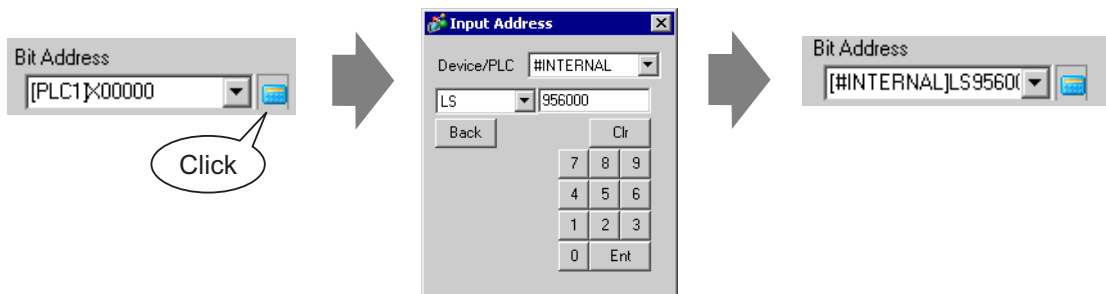 Bit Address
[PLC1]X00000
Click
Input Address
Device/PLC #INTERNAL
LS 956000
Back Clr
7 8 9
4 5 6
1 2 3
0 Ent
Bit Address
[#INTERNAL]LS95600